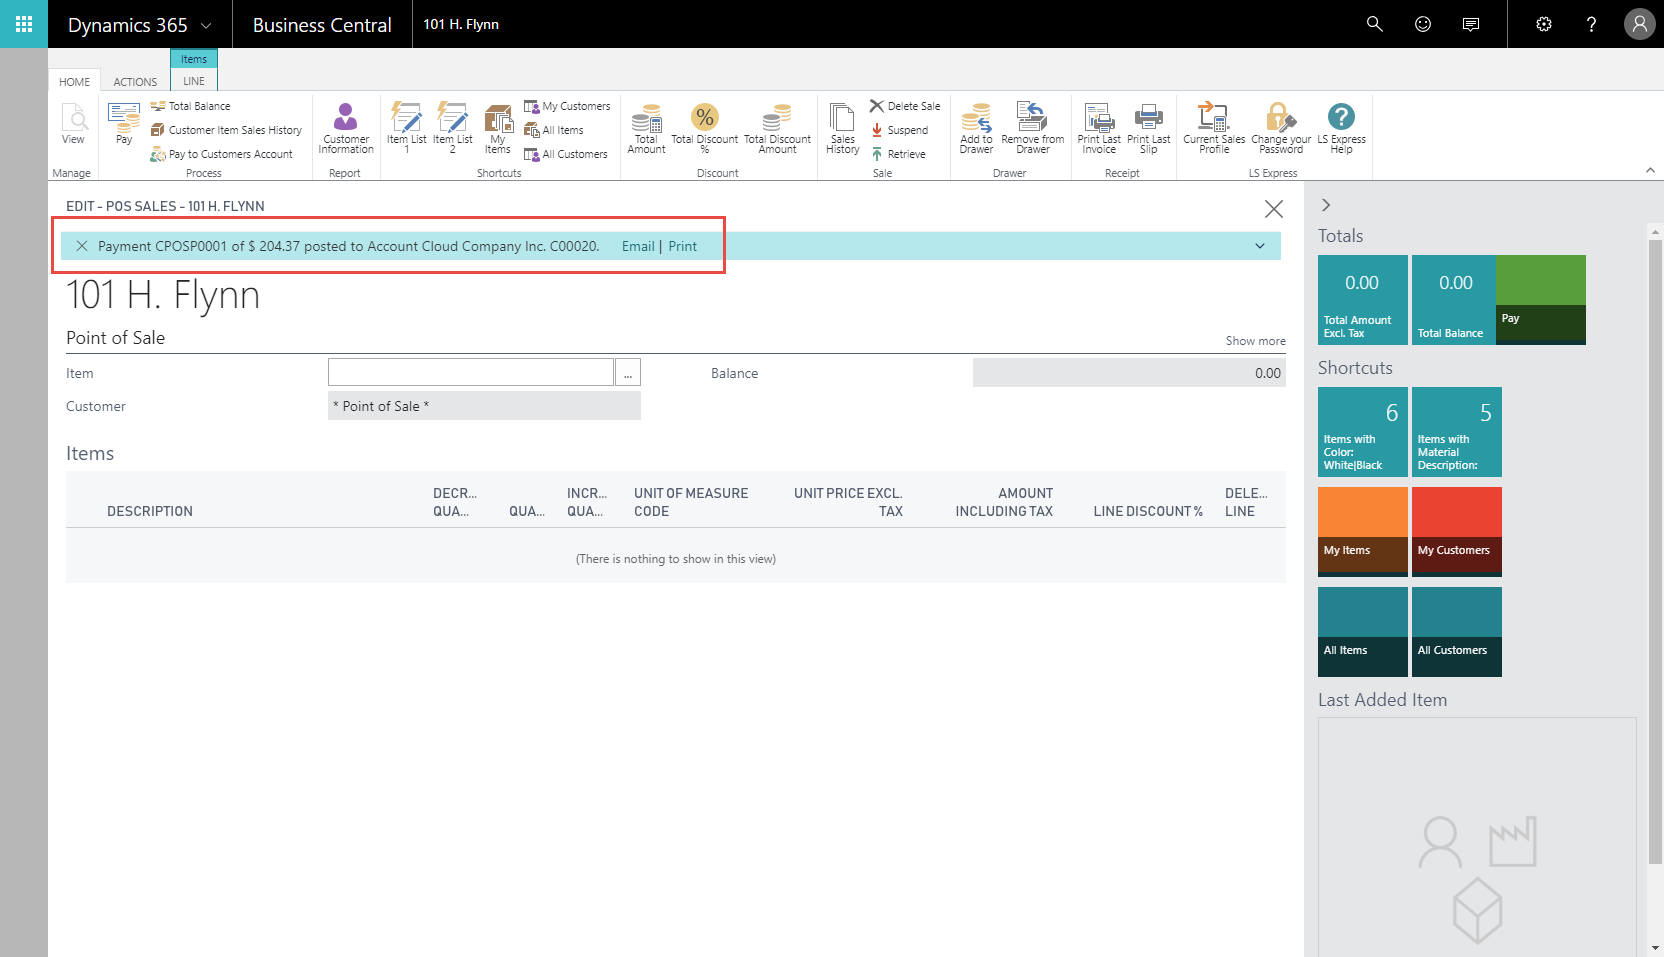 Dynamics 365
Business Central
101 H. Flynn
?
Items
HOME
ACTIONS
LINE
View
Manage
Pay
Total Balance
Customer Item Sales History
Pay to Customers Account
Process
Customer
Information
Report
Item List
1
Item List
2
My
Items
My Customers
All Items
All Customers
Shortcuts
Total
Amount
%
Total Discount
%
Total Discount
Amount
Discount
Sales
History
Delete Sale
Suspend
Retrieve
Sale
Add to
Drawer
Remove from
Drawer
Drawer
Print Last
Invoice
Print Last
Slip
Receipt
Current Sales
Profile
Change your
Password
?
LS Express
Help
LS Express
EDIT - POS SALES - 101 H. FLYNN
Payment CPOSP0001 of $ 204.37 posted to Account Cloud Company Inc. C00020. Email | Print
101 H. Flynn
Point of Sale
Show more
Item
...
Balance
0.00
Customer
* Point of Sale *
Items
DESCRIPTION
DECR...
QUA...
QUA...
INCR...
QUA...
UNIT OF MEASURE
CODE
UNIT PRICE EXCL.
TAX
AMOUNT
INCLUDING TAX
LINE DISCOUNT %
DELE...
LINE
(There is nothing to show in this view)
Totals
0.00
Total Amount
Excl. Tax
0.00
Total Balance
Pay
Shortcuts
6
Items with
Color:
White|Black
5
Items with
Material
Description:
My Items
My Customers
All Items
All Customers
Last Added Item